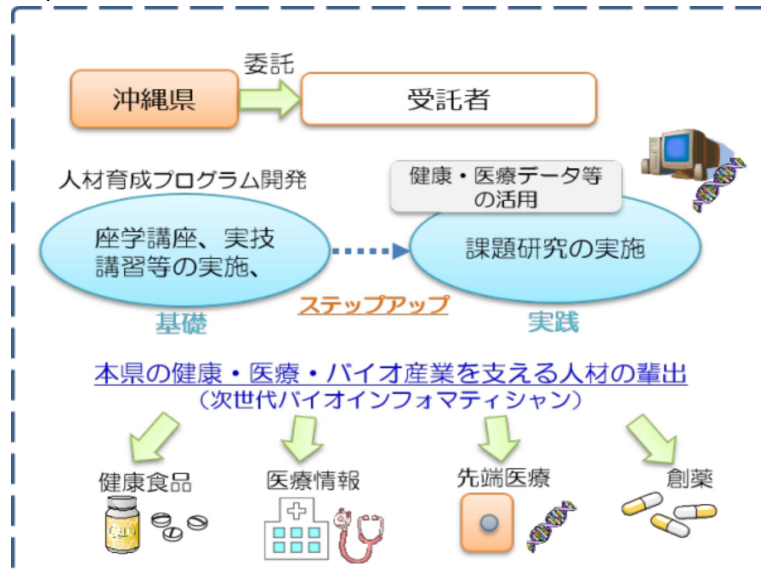 委託
沖縄県
受託者
人材育成プログラム開発
健康・医療データ等
の活用
座学講座、実技
講習等の実施、
課題研究の実施
ステップアップ
基礎
実践
本県の健康・医療・バイオ産業を支える人材の輩出
（次世代バイオインフォマティシャン）
健康食品
医療情報
先端医療
創薬